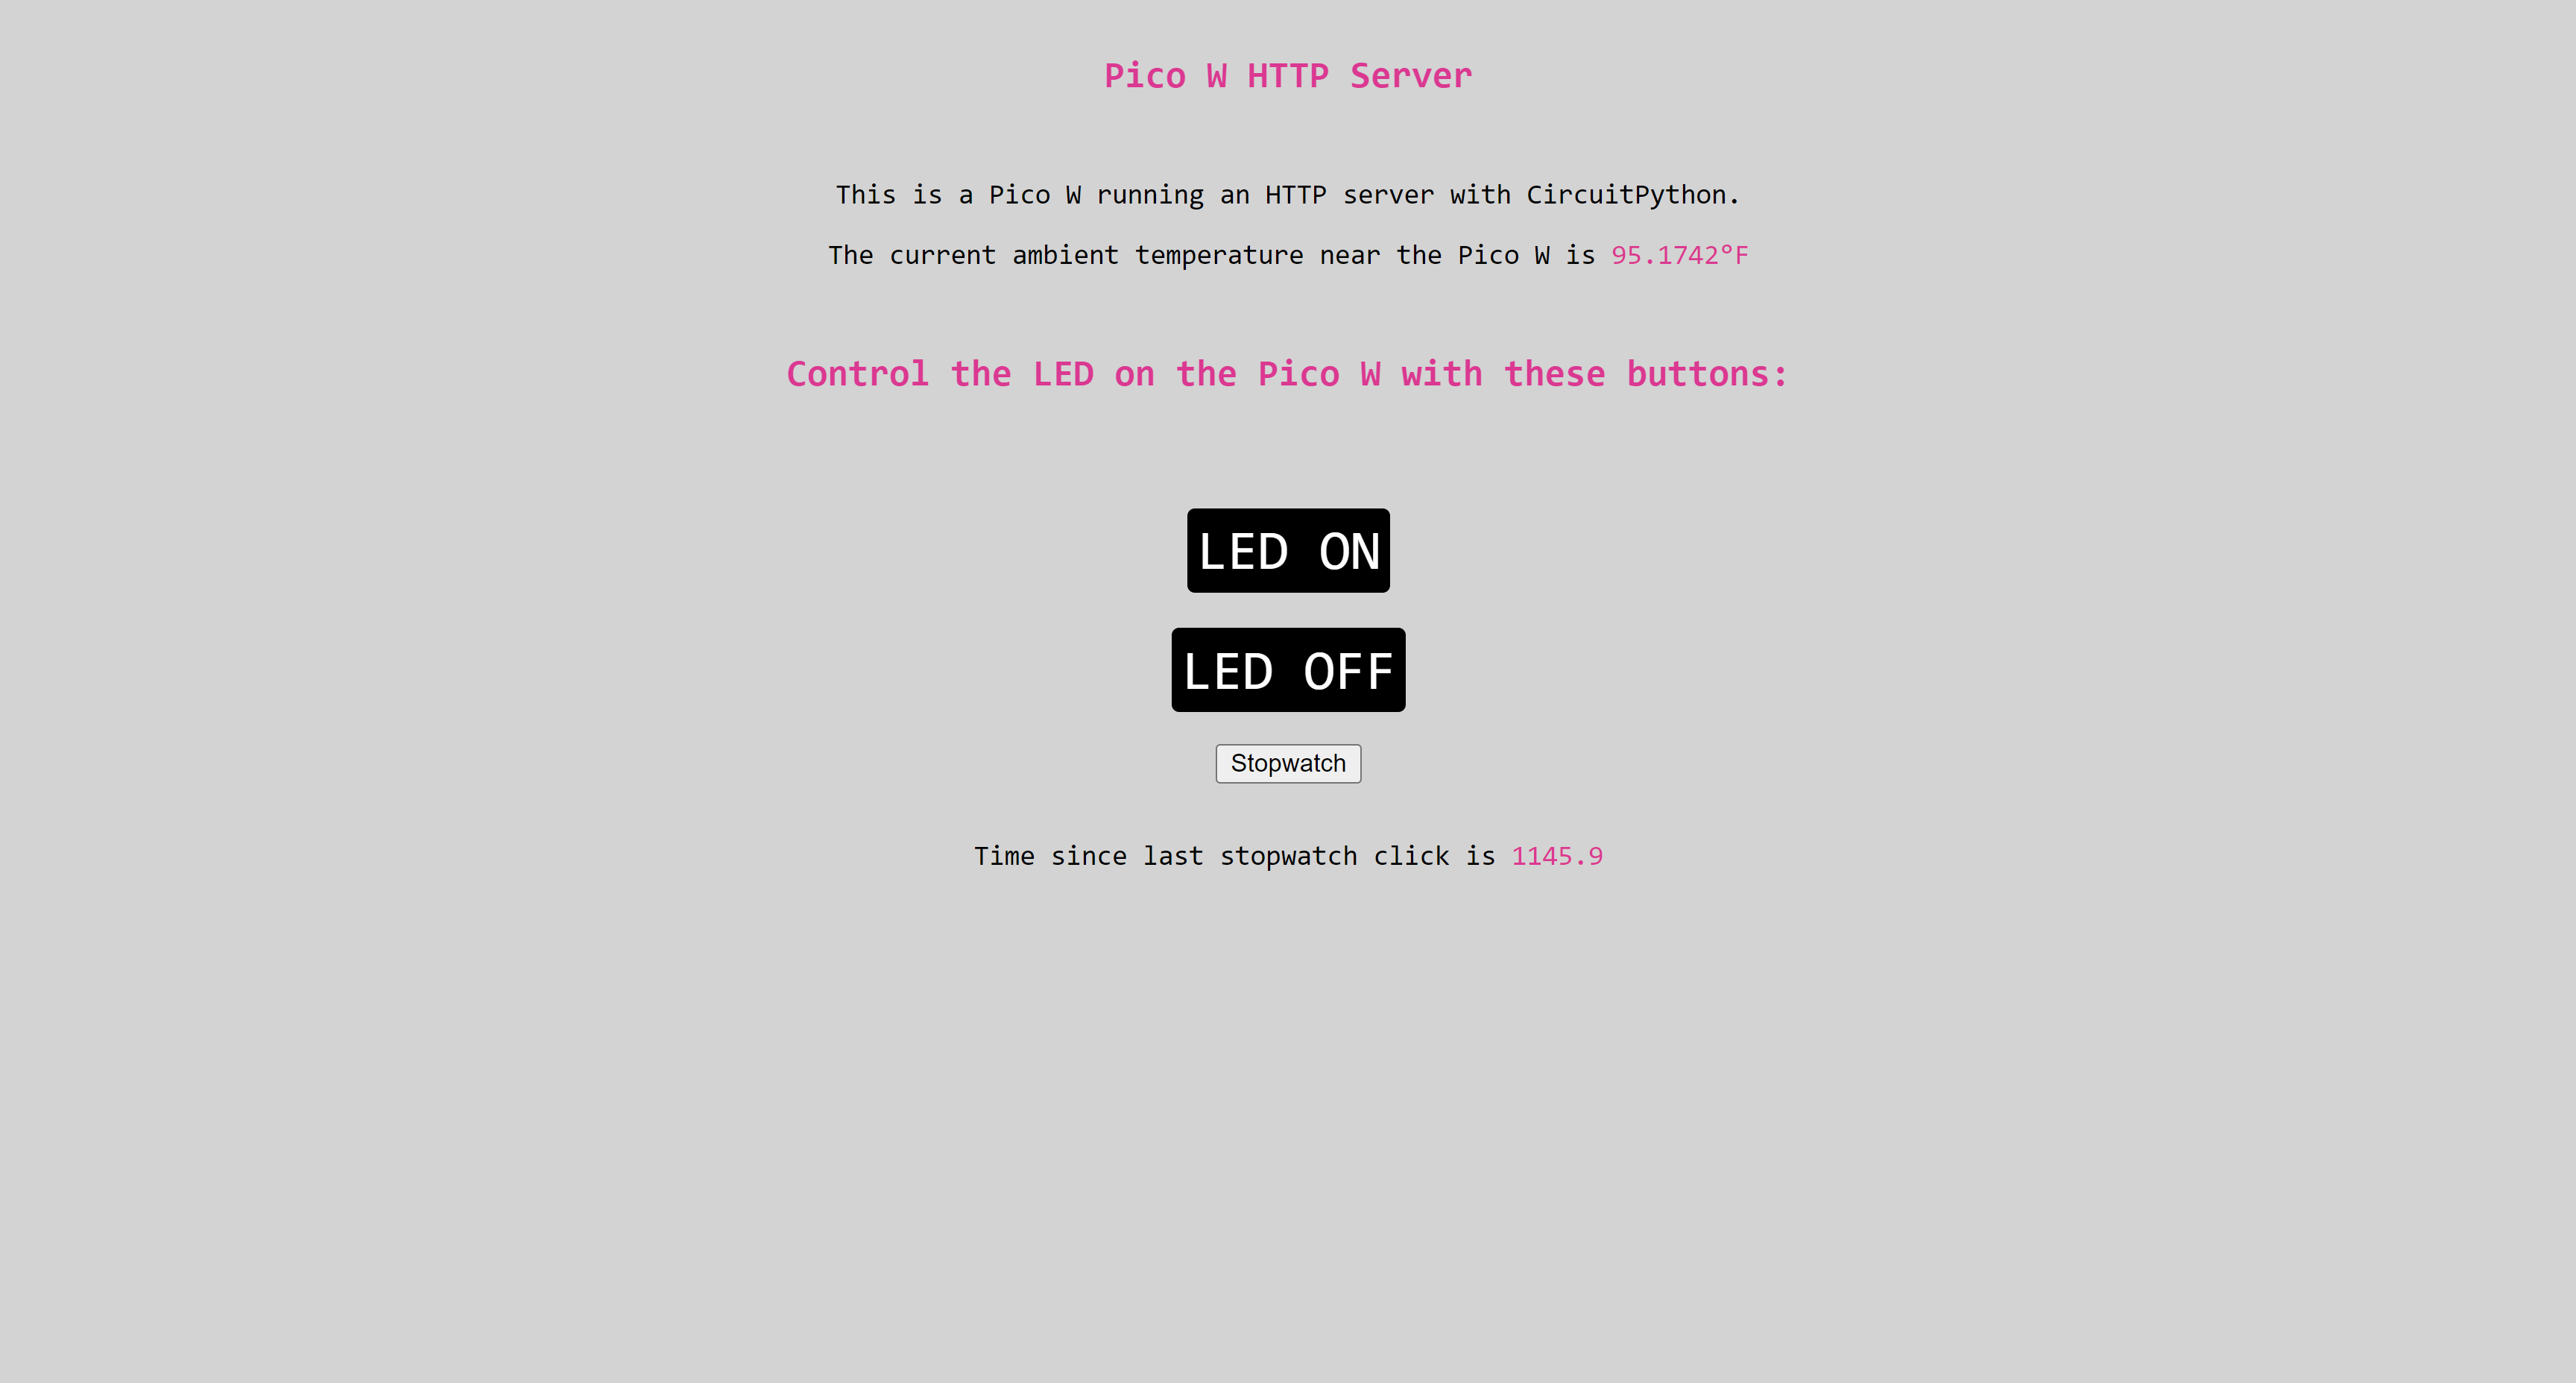 Pico W HTTP Server
This is a Pico W running an HTTP server with CircuitPython.
The current ambient temperature near the Pico W is 95.1742°F
Control the LED on the Pico W with these buttons:
LED ON
LED OFF
Stopwatch
Time since last stopwatch click is 1145.9